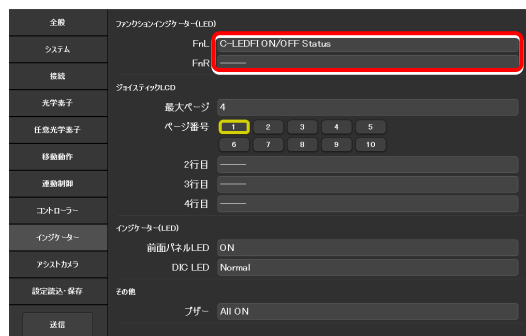 全般
システム
接続
光学素子
任意光学素子
移動動作
連動制御
コントローラー
インジケーター
アシストカメラ
設定読込・保存
送信
ファンクションインジケーター(LED)
FnL C-LEDFI ON/OFF Status
FnR ―――
ジョイスティックLCD
最大ページ 4
ページ番号 1 2 3 4 5
6 7 8 9 10
2行目 ―――
3行目 ―――
4行目 ―――
インジケーター(LED)
前面パネルLED ON
DIC LED Normal
その他
ブザー All ON